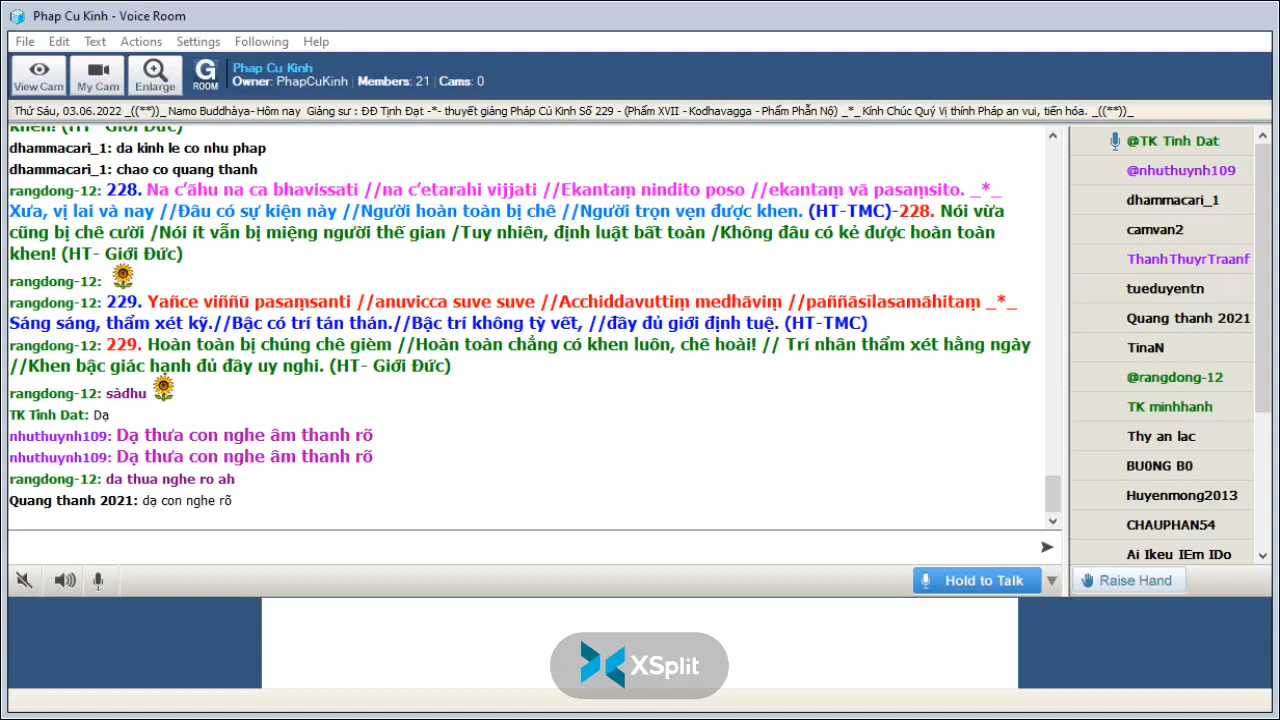 Phap Cu Kinh - Voice Room
File Edit Text Actions Settings Following Help
View Cam My Cam Enlarge G ROOM
Phap Cu Kinh
Owner: PhapCuKinh | Members: 21 | Cams: 0
Thứ Sáu, 03.06.2022 _((**))_ Namo Buddhàya- Hôm nay Giảng sư : ĐĐ Tịnh Đạt -*- thuyết giảng Pháp Cú Kinh Số 229 - (Phẩm XVII - Kodhavagga - Phẩm Phẫn Nộ) _*_ Kính Chúc Quý Vị thính Pháp an vui, tiến hóa. _((**))_
khen! (HT- Giới Đức)
dhammacari_1: da kinh le co nhu phap
dhammacari_1: chao co quang thanh
rangdong-12: 228. Na c’āhu na ca bhavissati //na c’etarahi vijjati //Ekantaṃ nindito poso //ekantaṃ vā pasaṃsito. _*_
Xưa, vị lai và nay //Đâu có sự kiện này //Người hoàn toàn bị chê //Người trọn vẹn được khen. (HT-TMC)-228. Nói vừa
cũng bị chê cười /Nói ít vẫn bị miệng người thế gian /Tuy nhiên, định luật bất toàn /Không đâu có kẻ được hoàn toàn
khen! (HT- Giới Đức)
rangdong-12:
rangdong-12: 229. Yañce viññū pasaṃsanti //anuvicca suve suve //Acchiddavuttiṃ medhāviṃ //paññāsīlasamāhitaṃ _*_
Sáng sáng, thẩm xét kỹ.//Bậc có trí tán thán.//Bậc trí không tỳ vết, //đầy đủ giới định tuệ. (HT-TMC)
rangdong-12: 229. Hoàn toàn bị chúng chê gièm //Hoàn toàn chẳng có khen luôn, chê hoài! // Trí nhân thẩm xét hằng ngày
//Khen bậc giác hạnh đủ đầy uy nghi. (HT- Giới Đức)
rangdong-12: sàdhu
TK Tinh Dat: Dạ
nhuthuynh109: Dạ thưa con nghe âm thanh rõ
nhuthuynh109: Dạ thưa con nghe âm thanh rõ
rangdong-12: da thua nghe ro ah
Quang thanh 2021: dạ con nghe rõ
@TK Tinh Dat
@nhuthuynh109
dhammacari_1
camvan2
ThanhThuyrTraanf
tueduyentn
Quang thanh 2021
TinaN
@rangdong-12
TK minhhanh
Thy an lac
BU0NG B0
Huyenmong2013
CHAUPHAN54
Ai Ikeu IEm IDo
Hold to Talk
Raise Hand
XSplit